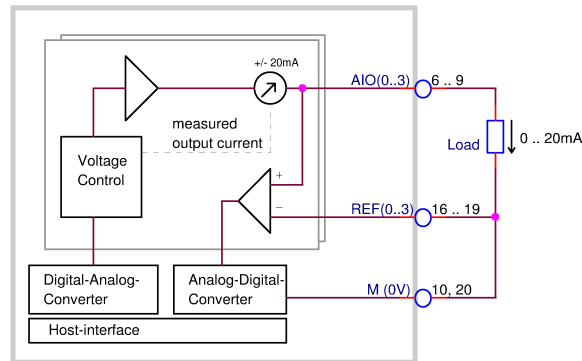 +/- 20mA
AIO(0..3)
6 .. 9
measured
output current
Load
0 .. 20mA
Voltage
Control
+
−
REF(0..3)
16 .. 19
Digital-Analog-
Converter
Analog-Digital-
Converter
M (0V)
10, 20
Host-interface